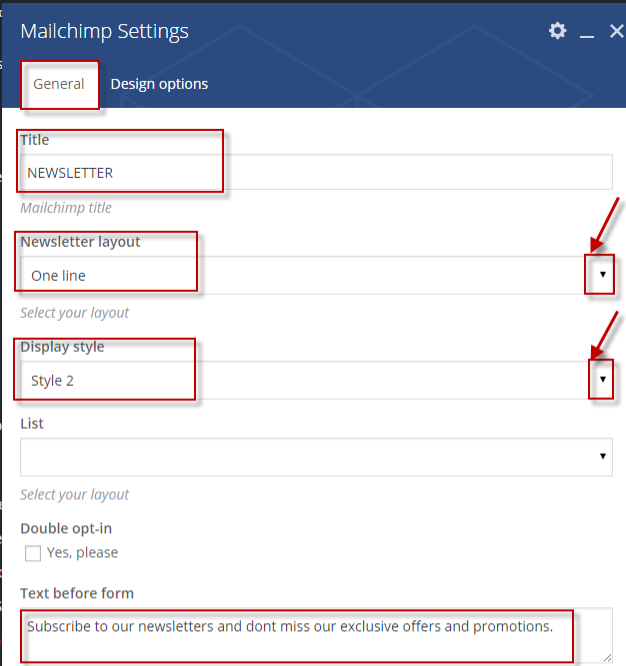 Mailchimp Settings
General
Design options
Title
NEWSLETTER
Mailchimp title
Newsletter layout
One line
Select your layout
Display style
Style 2
List
Select your layout
Double opt-in
Yes, please
Text before form
Subscribe to our newsletters and dont miss our exclusive offers and promotions.